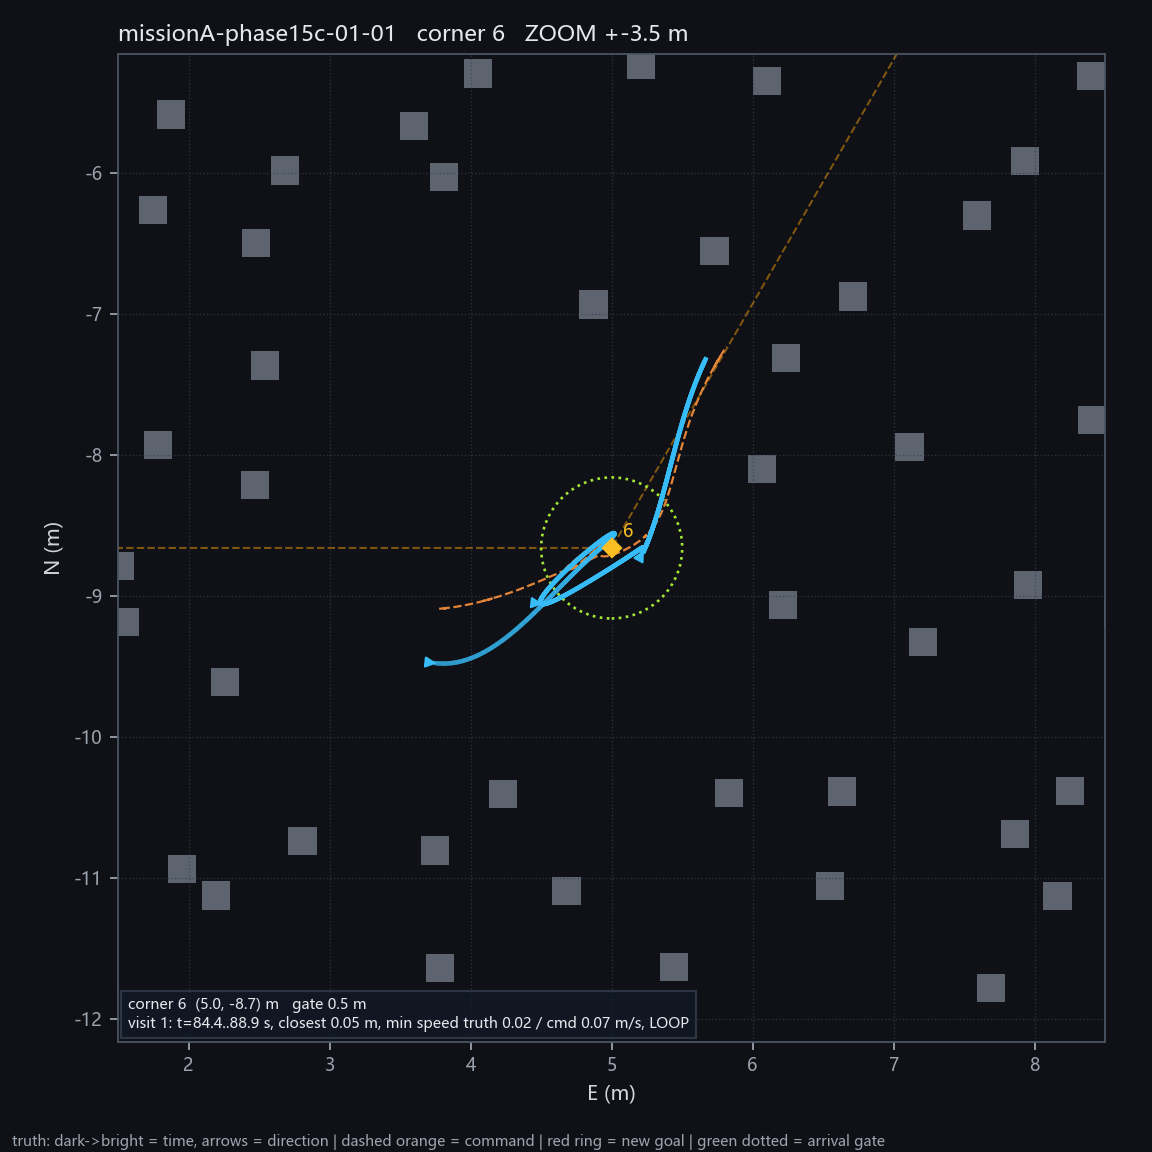 missionA-phase15c-01-01   corner 6   ZOOM +-3.5 m
N (m)
-6
-7
-8
-9
-10
-11
-12
6
corner 6  (5.0, -8.7) m   gate 0.5 m
visit 1: t=84.4..88.9 s, closest 0.05 m, min speed truth 0.02 / cmd 0.07 m/s, LOOP
2 3 4 5 6 7 8
E (m)
truth: dark->bright = time, arrows = direction | dashed orange = command | red ring = new goal | green dotted = arrival gate